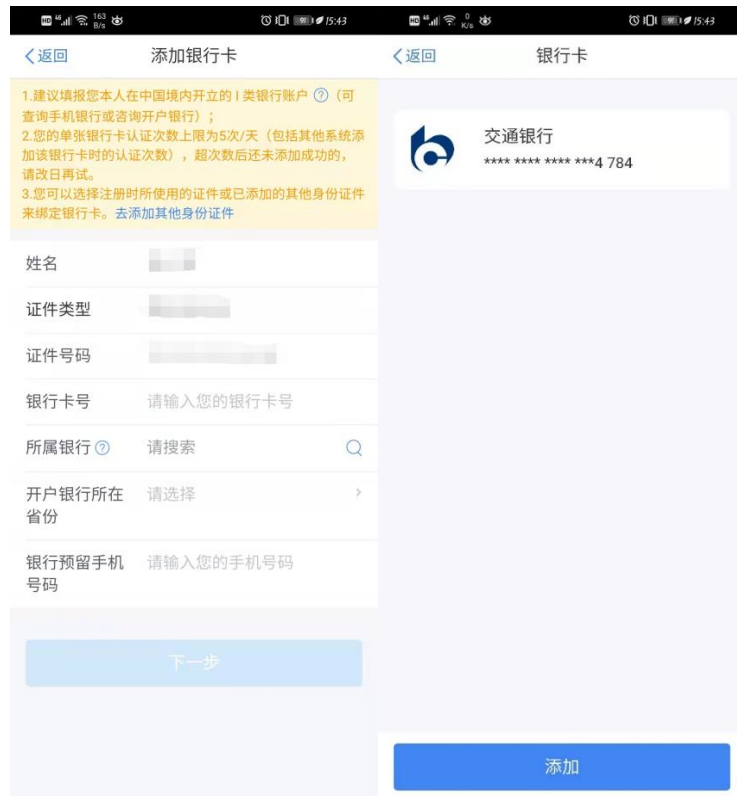 HD 46 163 B/s 15:43
返回 添加银行卡
1.建议填报您本人在中国境内开立的 I 类银行账户 ? (可
查询手机银行或咨询开户银行) ;
2.您的单张银行卡认证次数上限为5次/天(包括其他系统添
加该银行卡时的认证次数),超次数后还未添加成功的,
请改日再试。
3.您可以选择注册时所使用的证件或已添加的其他身份证件
来绑定银行卡。去添加其他身份证件
姓名
证件类型
证件号码
银行卡号 请输入您的银行卡号
所属银行 ? 请搜索
开户银行所在 请选择
省份
银行预留手机 请输入您的手机号码
号码
下一步
HD 46 0 K/s 15:43
返回 银行卡
交通银行
**** **** **** ***4 784
添加